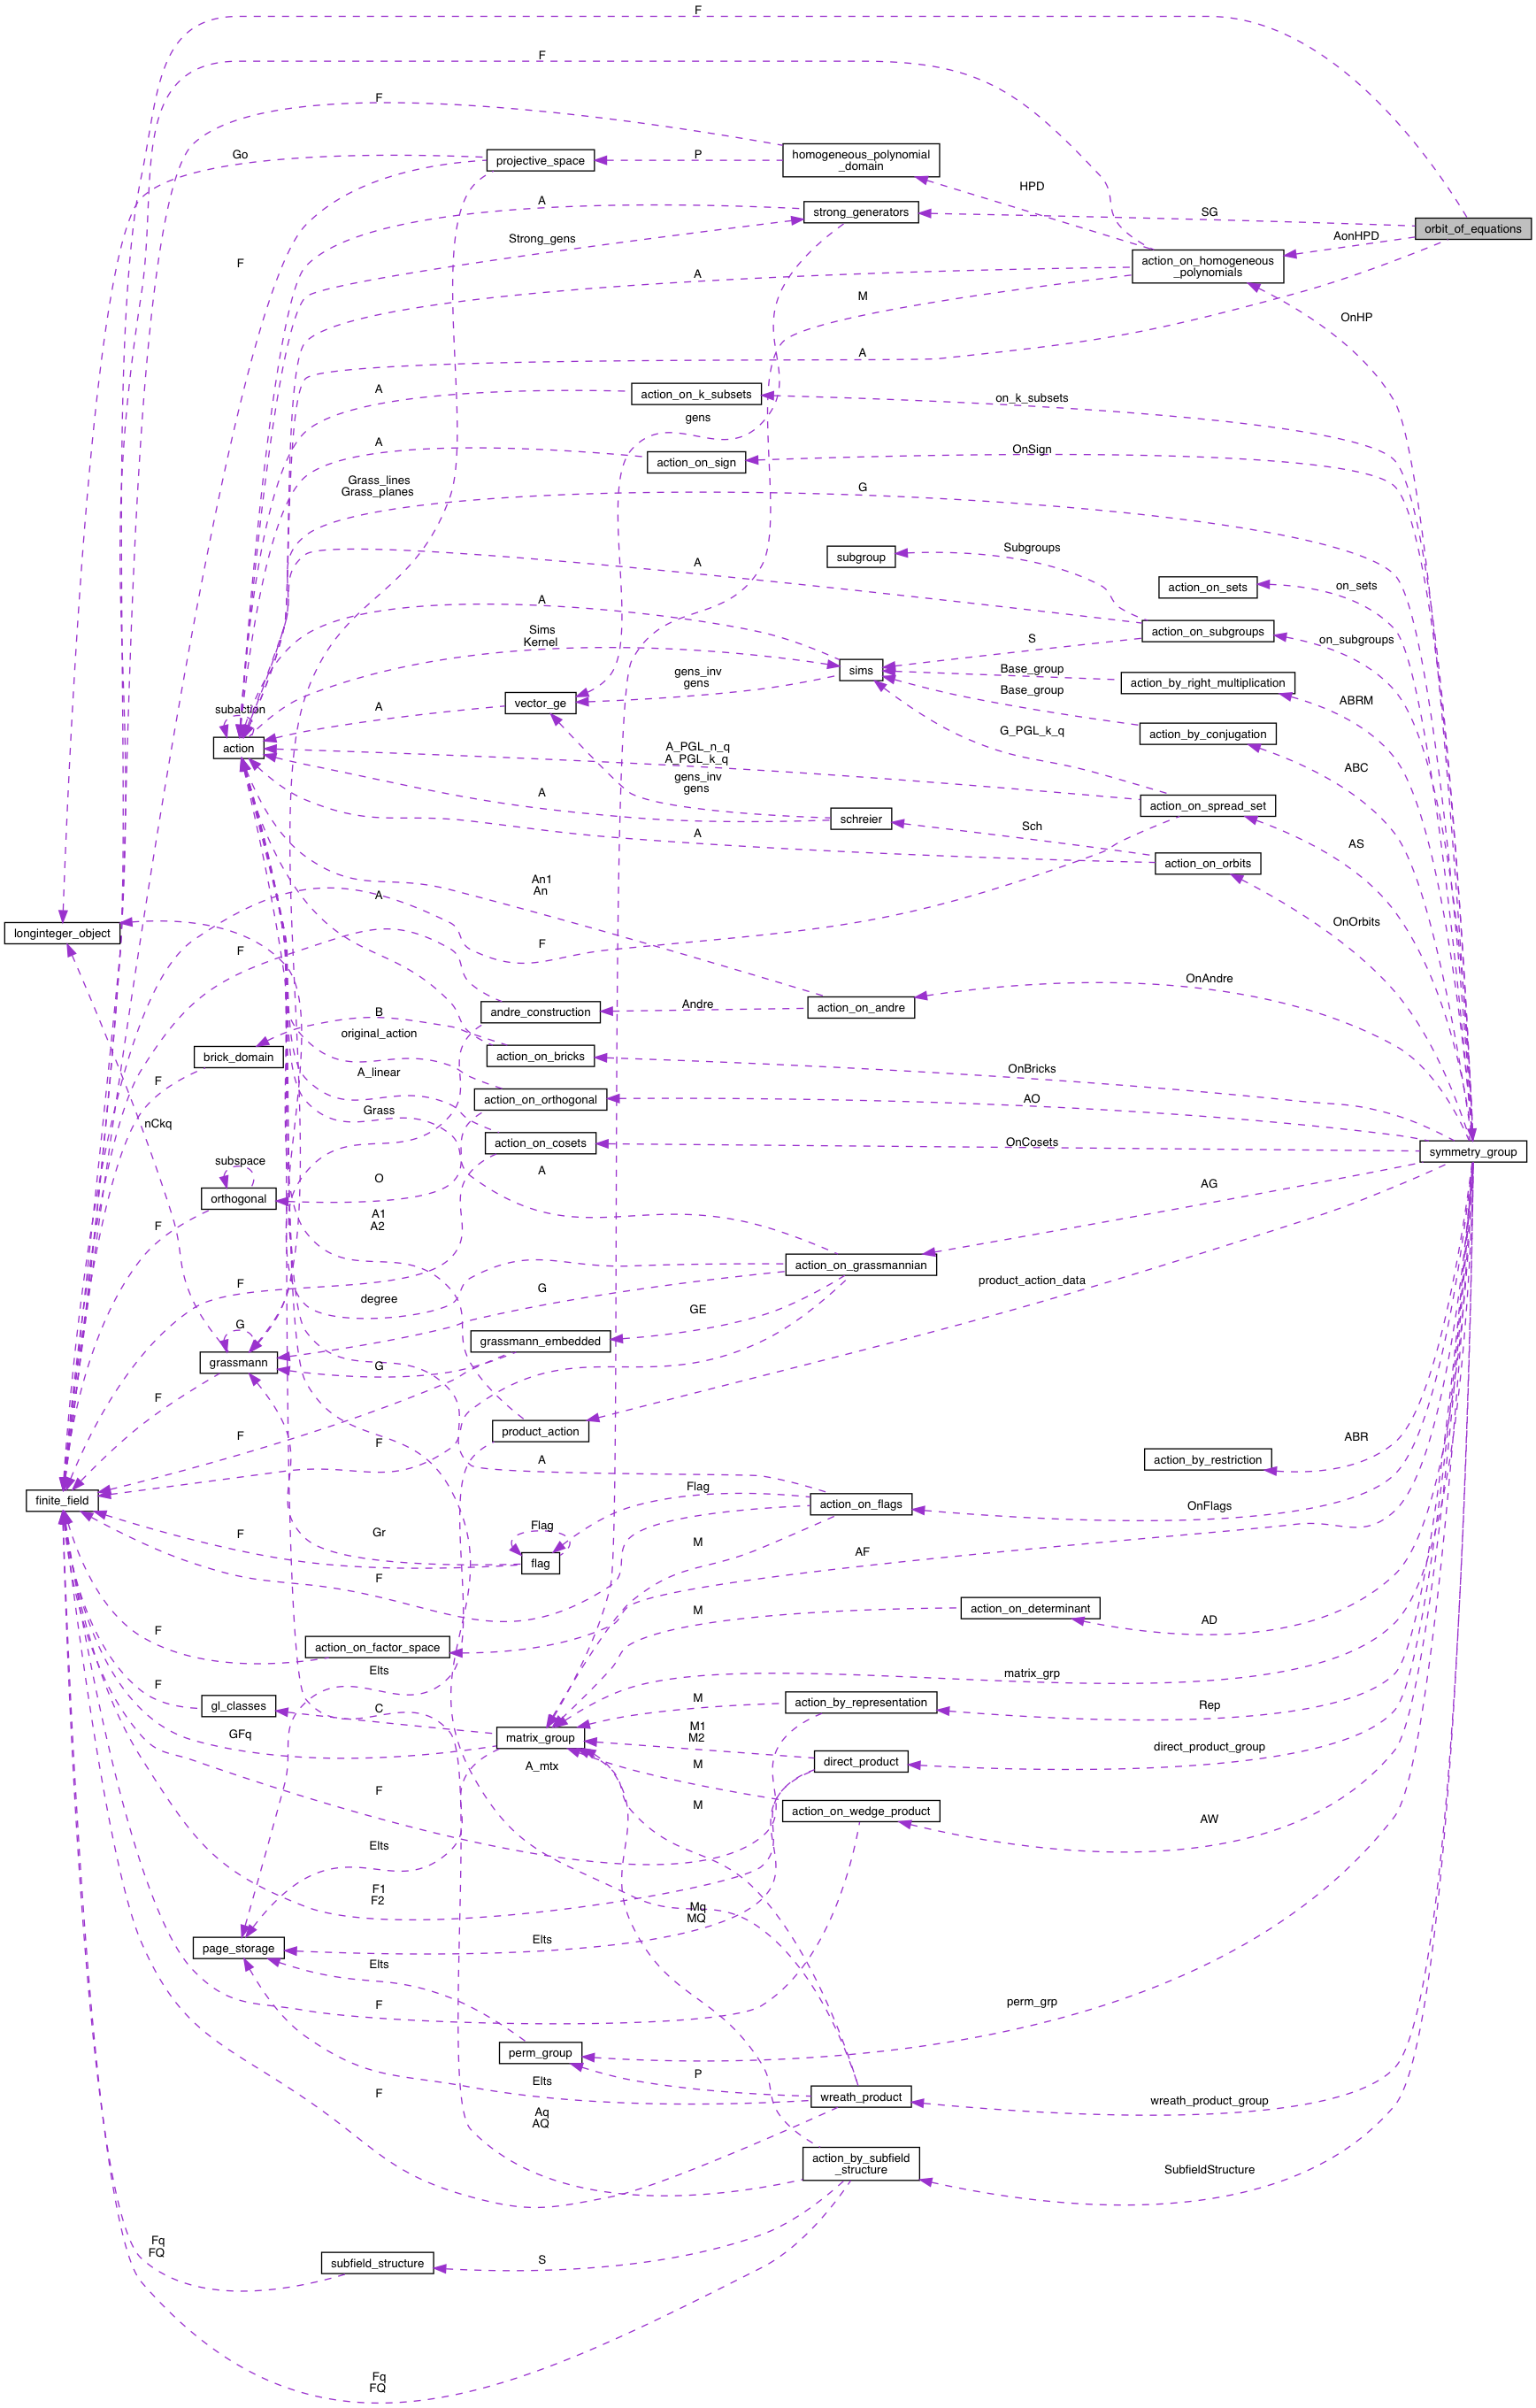 F
F
F
Go
projective_space
P
homogeneous_polynomial
_domain
HPD
strong_generators
A
SG
orbit_of_equations
AonHPD
Strong_gens
F
action_on_homogeneous
_polynomials
A
M
OnHP
A
A
action_on_k_subsets
on_k_subsets
gens
A
action_on_sign
OnSign
Grass_lines
Grass_planes
G
Subgroups
subgroup
A
action_on_sets
on_sets
A
Sims
Kernel
S
action_on_subgroups
on_subgroups
sims
gens_inv
gens
Base_group
action_by_right_multiplication
ABRM
Base_group
subaction
A
vector_ge
G_PGL_k_q
action_by_conjugation
action
A_PGL_n_q
A_PGL_k_q
ABC
gens_inv
gens
A
action_on_spread_set
schreier
Sch
A
AS
action_on_orbits
An1
An
A
OnOrbits
longinteger_object
F
F
OnAndre
Andre
action_on_andre
andre_construction
B
original_action
brick_domain
action_on_bricks
OnBricks
A_linear
F
action_on_orthogonal
AO
Grass
nCkq
action_on_cosets
OnCosets
symmetry_group
subspace
A
O
AG
orthogonal
A1
A2
F
action_on_grassmannian
product_action_data
F
G
degree
GE
G
grassmann_embedded
grassmann
G
F
product_action
F
F
A
action_by_restriction
ABR
Flag
finite_field
action_on_flags
OnFlags
Flag
F
Gr
M
AF
flag
F
action_on_determinant
AD
M
F
action_on_factor_space
Elts
matrix_grp
gl_classes
C
M
action_by_representation
Rep
GFq
matrix_group
M1
M2
direct_product_group
direct_product
A_mtx
M
F
M
action_on_wedge_product
AW
Elts
F1
F2
Mq
MQ
Elts
page_storage
Elts
F
perm_grp
perm_group
P
Elts
F
wreath_product
wreath_product_group
Aq
AQ
action_by_subfield
_structure
SubfieldStructure
Fq
FQ
subfield_structure
S
Fq
FQ